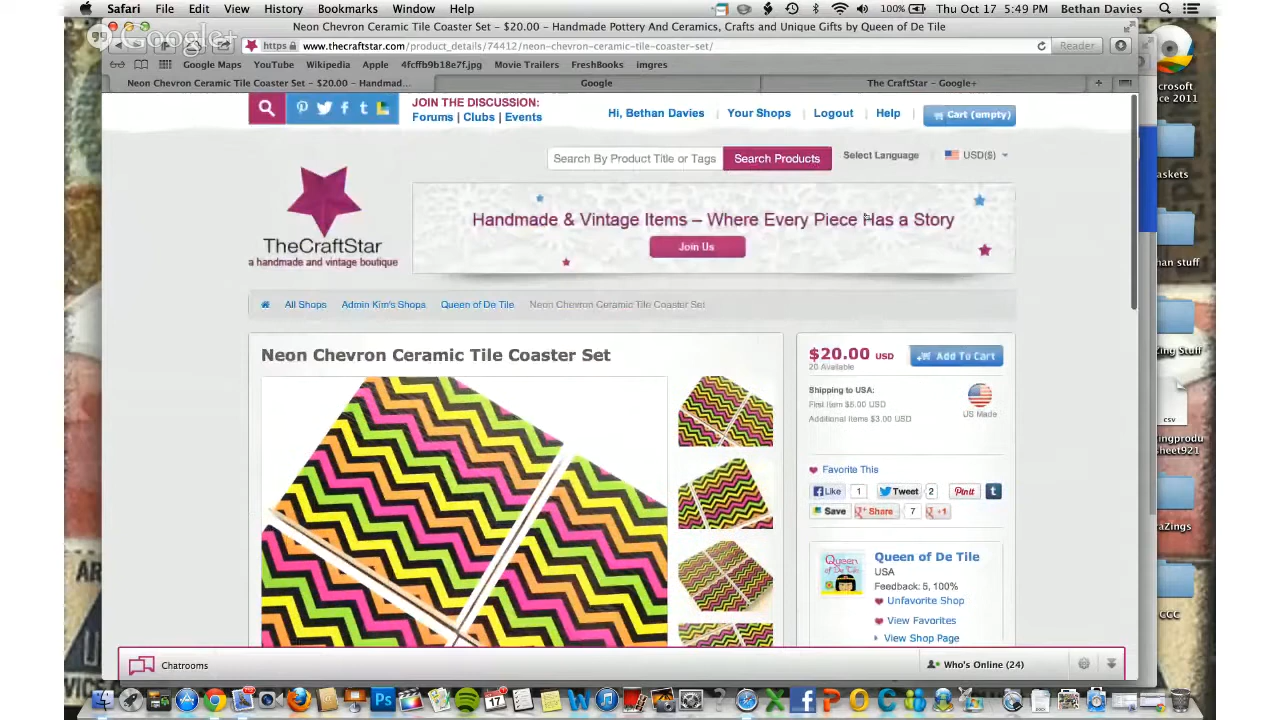 Safari File Edit View History Bookmarks Window Help 100% Thu Oct 17 5:49 PM Bethan Davies
Neon Chevron Ceramic Tile Coaster Set – $20.00 – Handmade Pottery And Ceramics, Crafts and Unique Gifts by Queen of De Tile
Google+
https www.thecraftstar.com/product_details/74412/neon-chevron-ceramic-tile-coaster-set/ Reader
Google Maps YouTube Wikipedia Apple 4fcffb9b18e7f.jpg Movie Trailers FreshBooks imgres
Neon Chevron Ceramic Tile Coaster Set – $20.00 – Handmad... Google The CraftStar – Google+
JOIN THE DISCUSSION:
Forums | Clubs | Events
Hi, Bethan Davies Your Shops Logout Help Cart (empty)
Search By Product Title or Tags Search Products Select Language USD($)
Handmade & Vintage Items – Where Every Piece Has a Story
Join Us
TheCraftStar
a handmade and vintage boutique
All Shops Admin Kim's Shops Queen of De Tile Neon Chevron Ceramic Tile Coaster Set
Neon Chevron Ceramic Tile Coaster Set
$20.00 USD Add To Cart
20 Available
Shipping to USA:
First Item $6.00 USD
Additional items $3.00 USD
US Made
Favorite This
Like 1 Tweet 2 Pin it t
Save Share 7 +1
Queen of De Tile
Queen of De Tile
USA
Feedback: 5, 100%
Unfavorite Shop
View Favorites
View Shop Page
Chatrooms Who's Online (24)
17